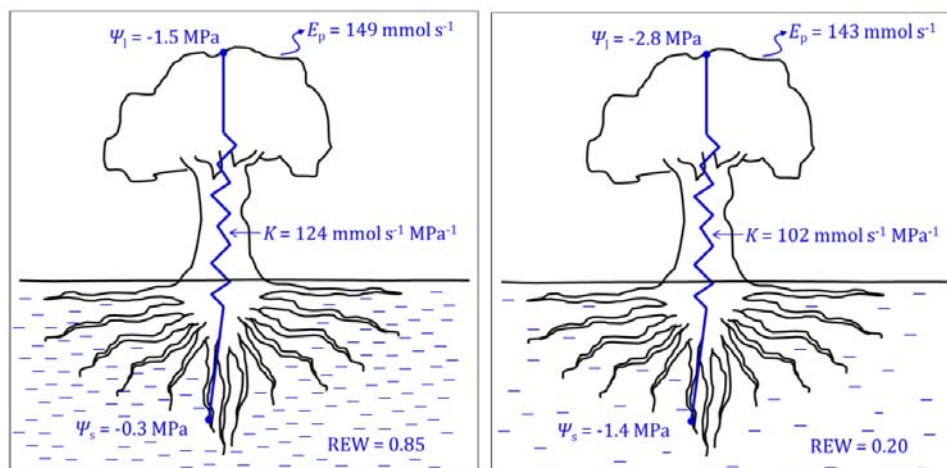 Ψl = -1.5 MPa
Ep = 149 mmol s-1
K = 124 mmol s-1 MPa-1
Ψs = -0.3 MPa
REW = 0.85
Ψl = -2.8 MPa
Ep = 143 mmol s-1
K = 102 mmol s-1 MPa-1
Ψs = -1.4 MPa
REW = 0.20